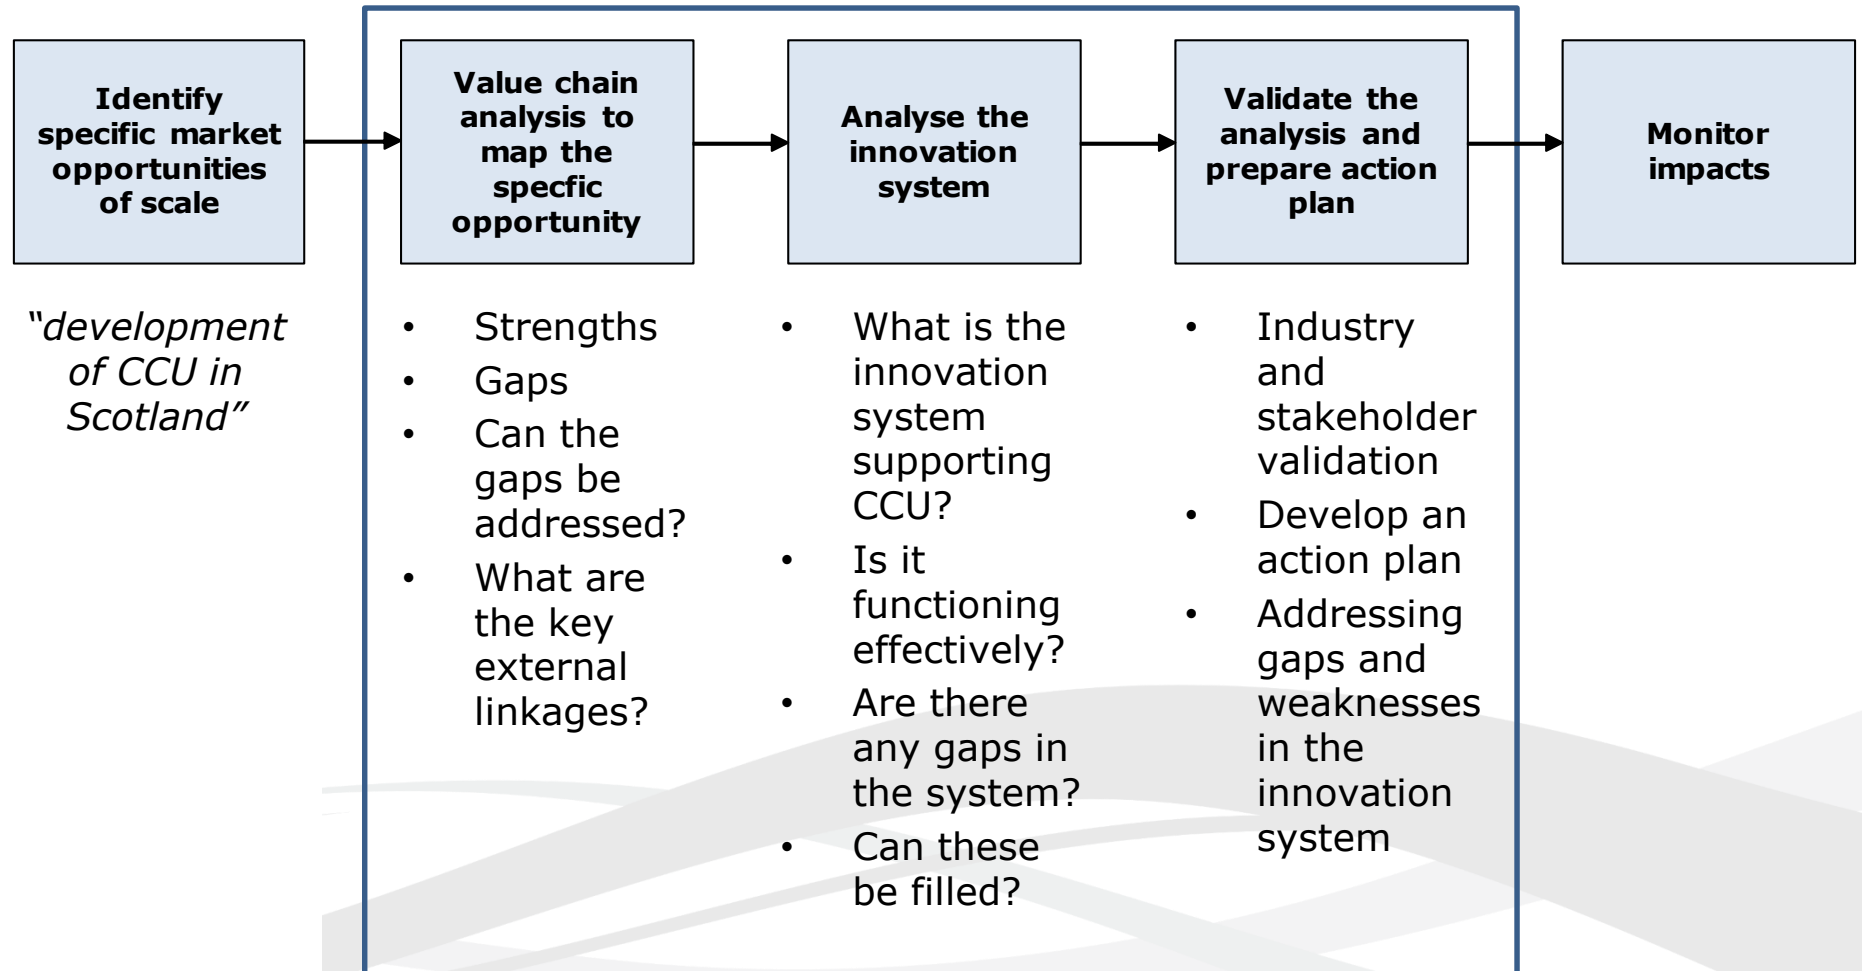 Identify
specific market
opportunities
of scale
Value chain
analysis to
map the
specfic
opportunity
Analyse the
innovation
system
Validate the
analysis and
prepare action
plan
Monitor
impacts
“development
of CCU in
Scotland”
• Strengths
• Gaps
• Can the
gaps be
addressed?
• What are
the key
external
linkages?
• What is the
innovation
system
supporting
CCU?
• Is it
functioning
effectively?
• Are there
any gaps in
the system?
• Can these
be filled?
• Industry
and
stakeholder
validation
• Develop an
action plan
• Addressing
gaps and
weaknesses
in the
innovation
system